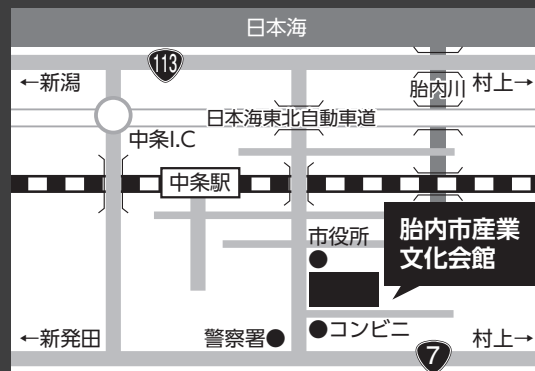 日本海
113
←新潟
胎内川
村上→
日本海東北自動車道
中条I.C
中条駅
市役所
胎内市産業
文化会館
コンビニ
警察署
←新発田
7
村上→